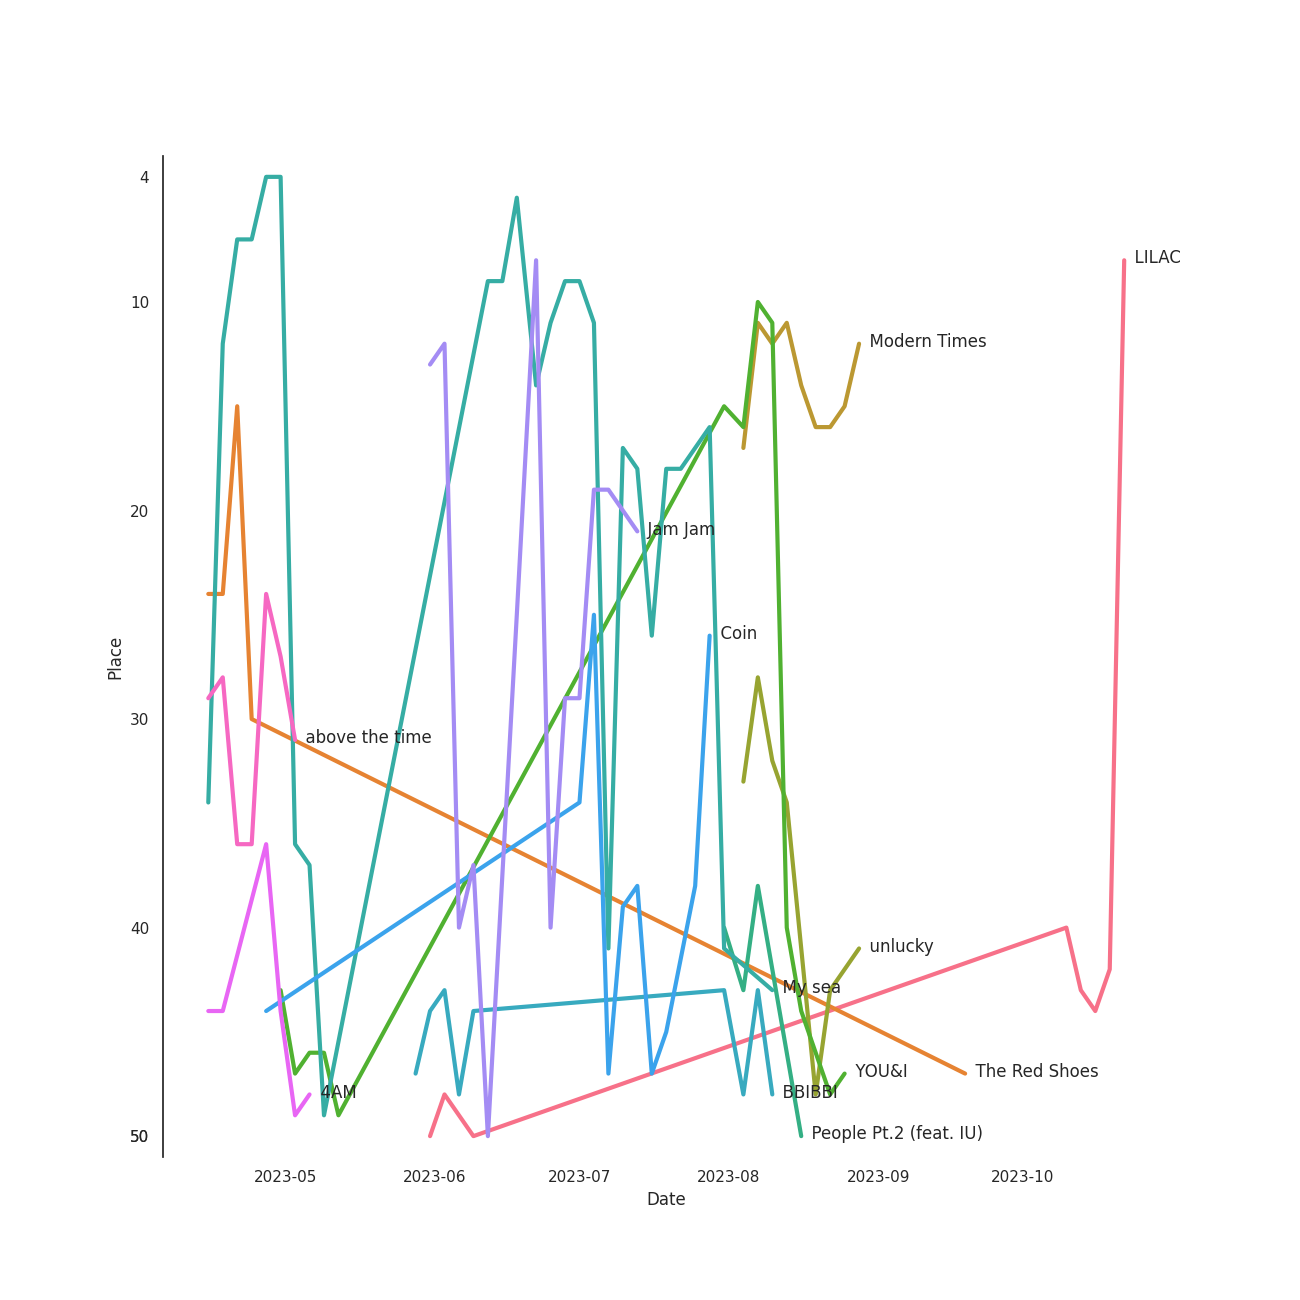 4
LILAC
10
Modern Times
20
Jam Jam
Coin
Place
30
above the time
40
unlucky
My sea
YOU&I
The Red Shoes
4AM
BBIBBI
50
People Pt.2 (feat. IU)
2023-05
2023-06
2023-07
2023-08
2023-09
2023-10
Date